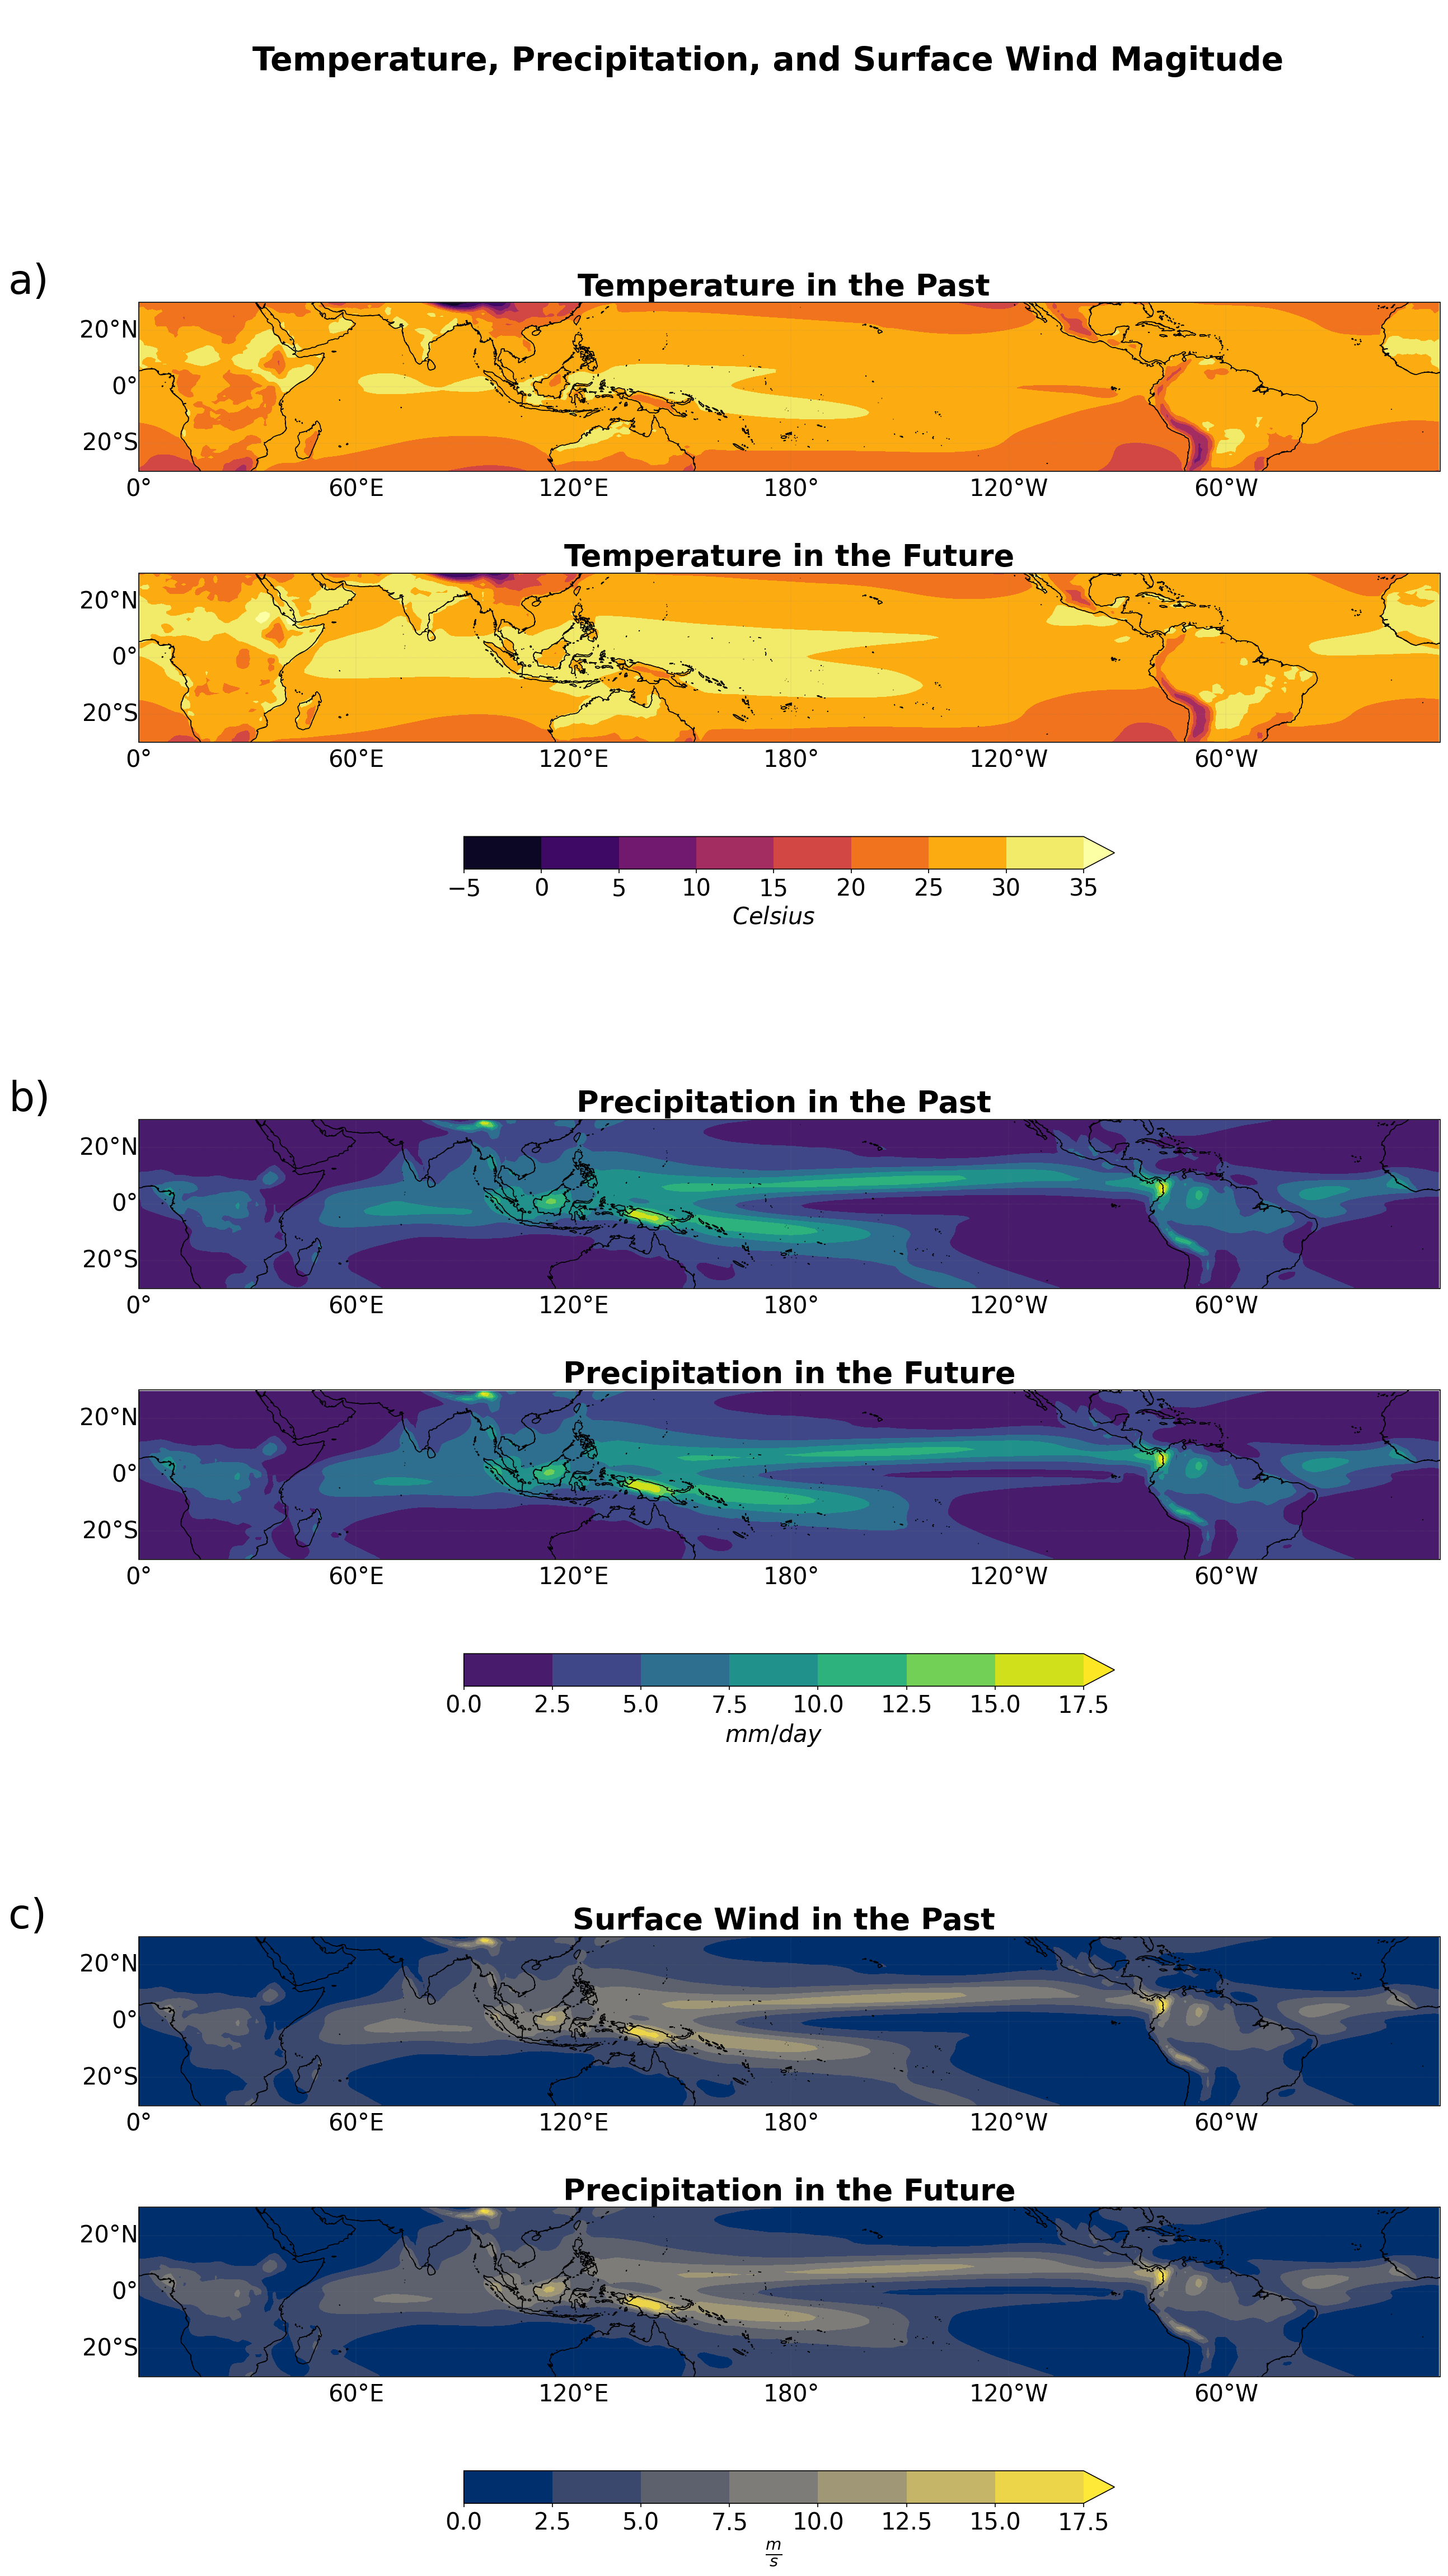 Temperature, Precipitation, and Surface Wind Magitude
a)
Temperature in the Past
20°N
0°
20°S
0° 60°E 120°E 180° 120°W 60°W
Temperature in the Future
20°N
0°
20°S
0° 60°E 120°E 180° 120°W 60°W
−5 0 5 10 15 20 25 30 35
Celsius
b)
Precipitation in the Past
20°N
0°
20°S
0° 60°E 120°E 180° 120°W 60°W
Precipitation in the Future
20°N
0°
20°S
0° 60°E 120°E 180° 120°W 60°W
0.0 2.5 5.0 7.5 10.0 12.5 15.0 17.5
mm/day
c)
Surface Wind in the Past
20°N
0°
20°S
0° 60°E 120°E 180° 120°W 60°W
Precipitation in the Future
20°N
0°
20°S
60°E 120°E 180° 120°W 60°W
0.0 2.5 5.0 7.5 10.0 12.5 15.0 17.5
m
s